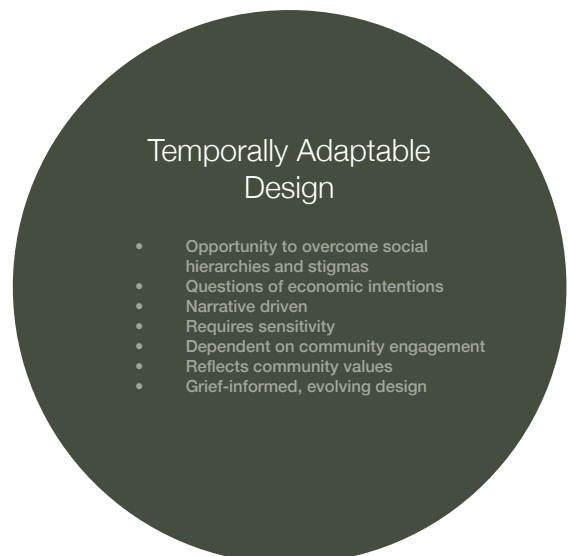 Temporally Adaptable
Design
• Opportunity to overcome social
hierarchies and stigmas
• Questions of economic intentions
• Narrative driven
• Requires sensitivity
• Dependent on community engagement
• Reflects community values
• Grief-informed, evolving design